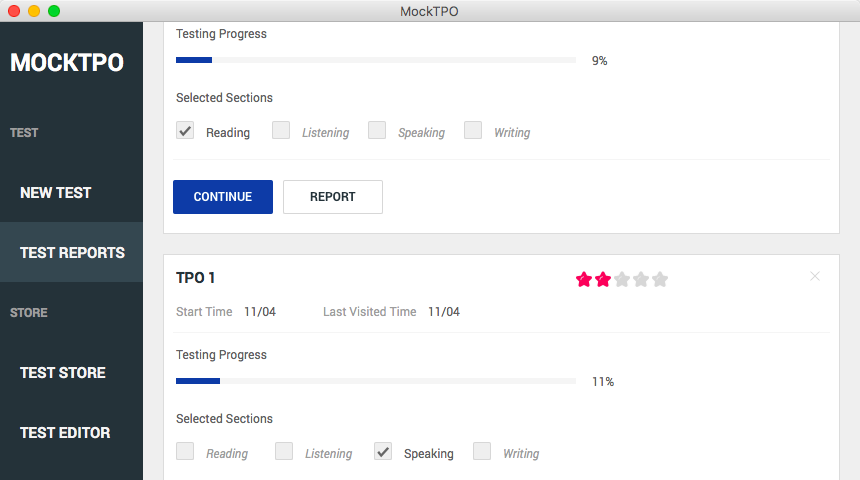 MockTPO
MOCKTPO
TEST
NEW TEST
TEST REPORTS
STORE
TEST STORE
TEST EDITOR
Testing Progress
9%
Selected Sections
Reading Listening Speaking Writing
CONTINUE REPORT
TPO 1
Start Time 11/04 Last Visited Time 11/04
Testing Progress
11%
Selected Sections
Reading Listening Speaking Writing